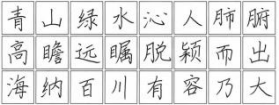 青山绿水沁人肺腑
高瞻远瞩脱颖而出
海纳百川有容乃大